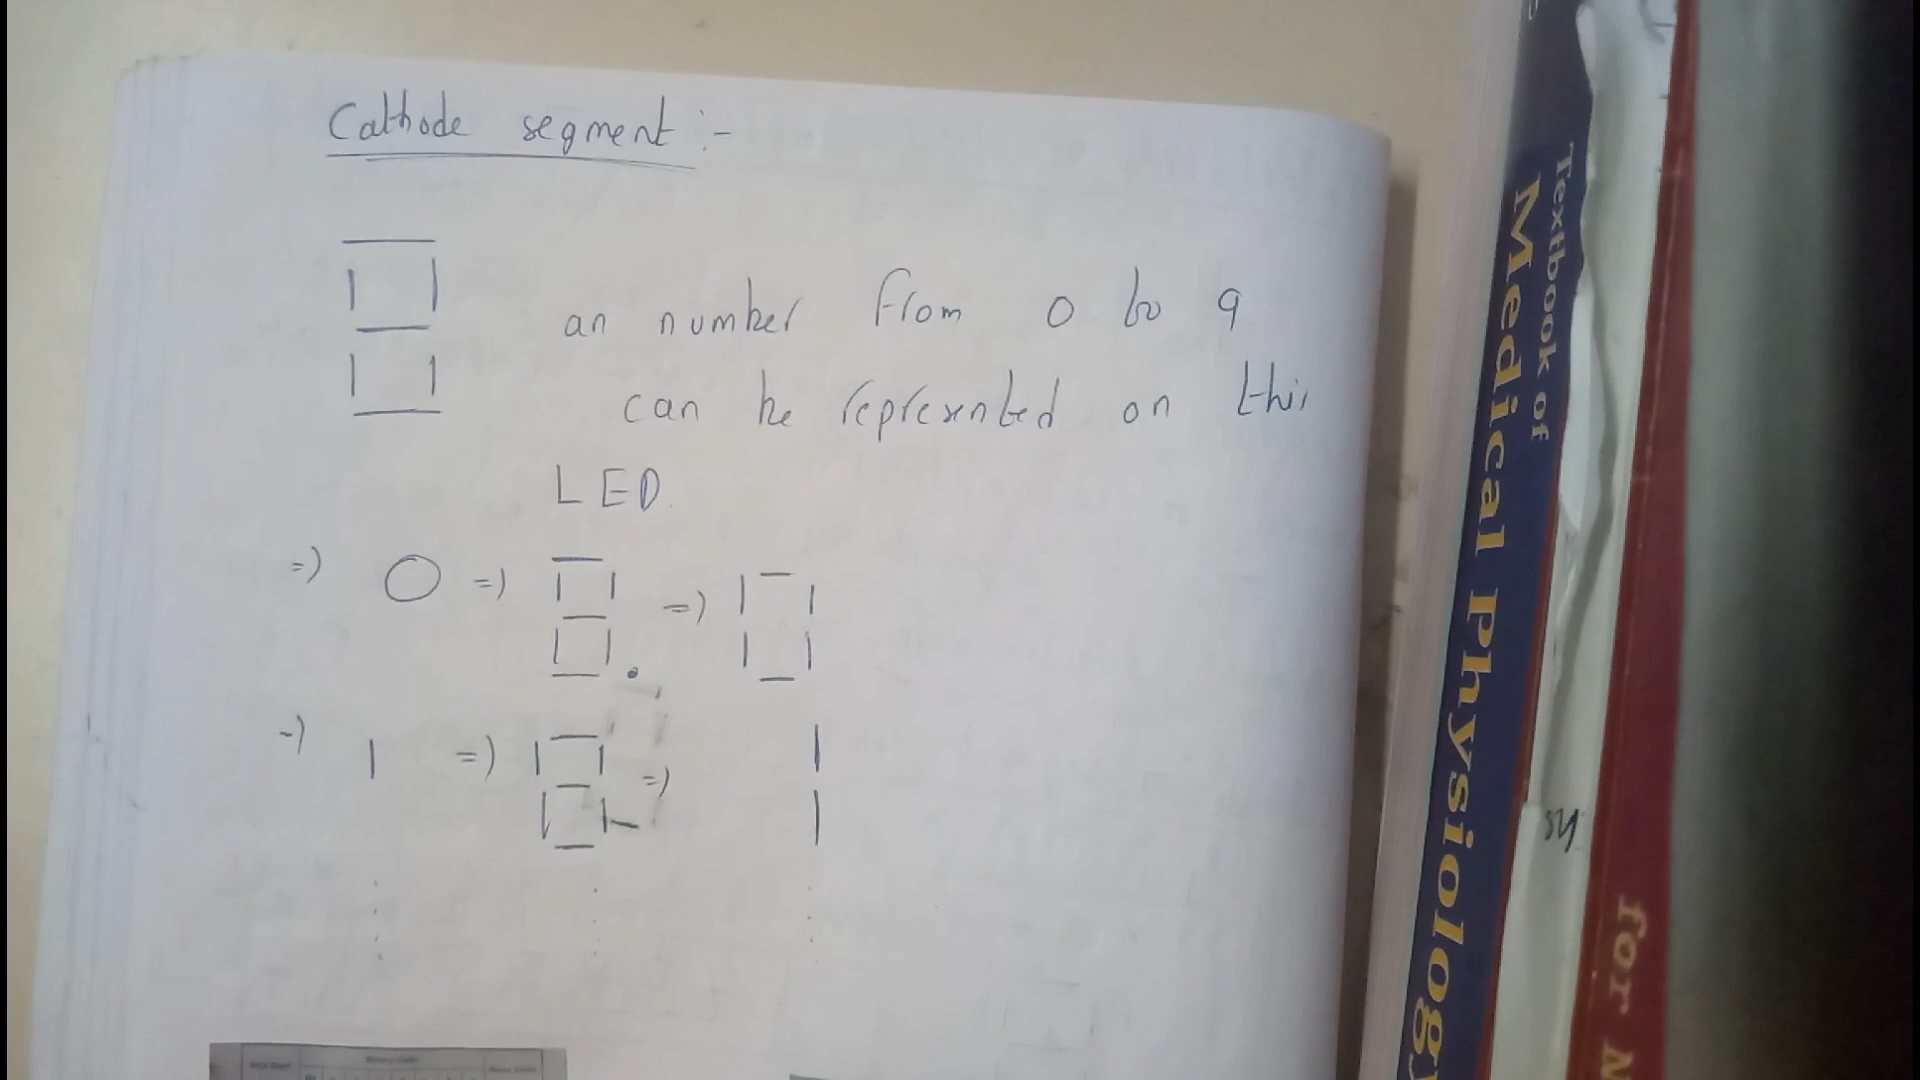 Cathode segment :-
an number from 0 to 9
can be represented on this
LED.
=) 0 =) =)
=) 1 =) =)
Textbook of
Medical Physiology
sy
for